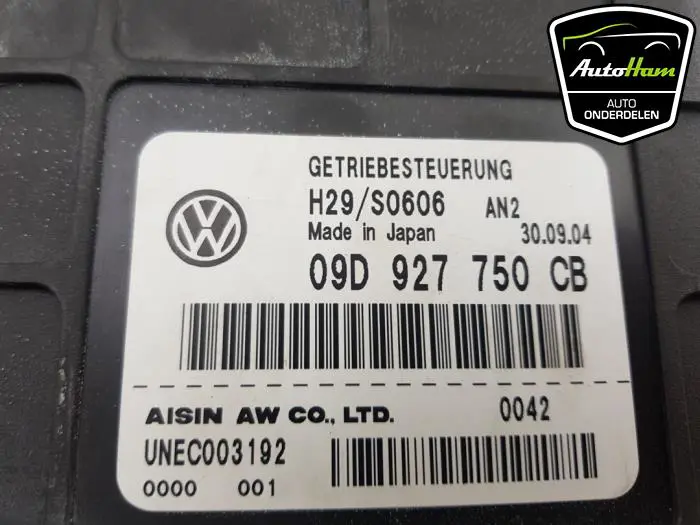 AutoHam
AUTO
ONDERDELEN
GETRIEBESTEUERUNG
H29/S0606 AN2
Made in Japan 30.09.04
09D 927 750 CB
AISIN AW CO., LTD. 0042
UNEC003192
0000 001